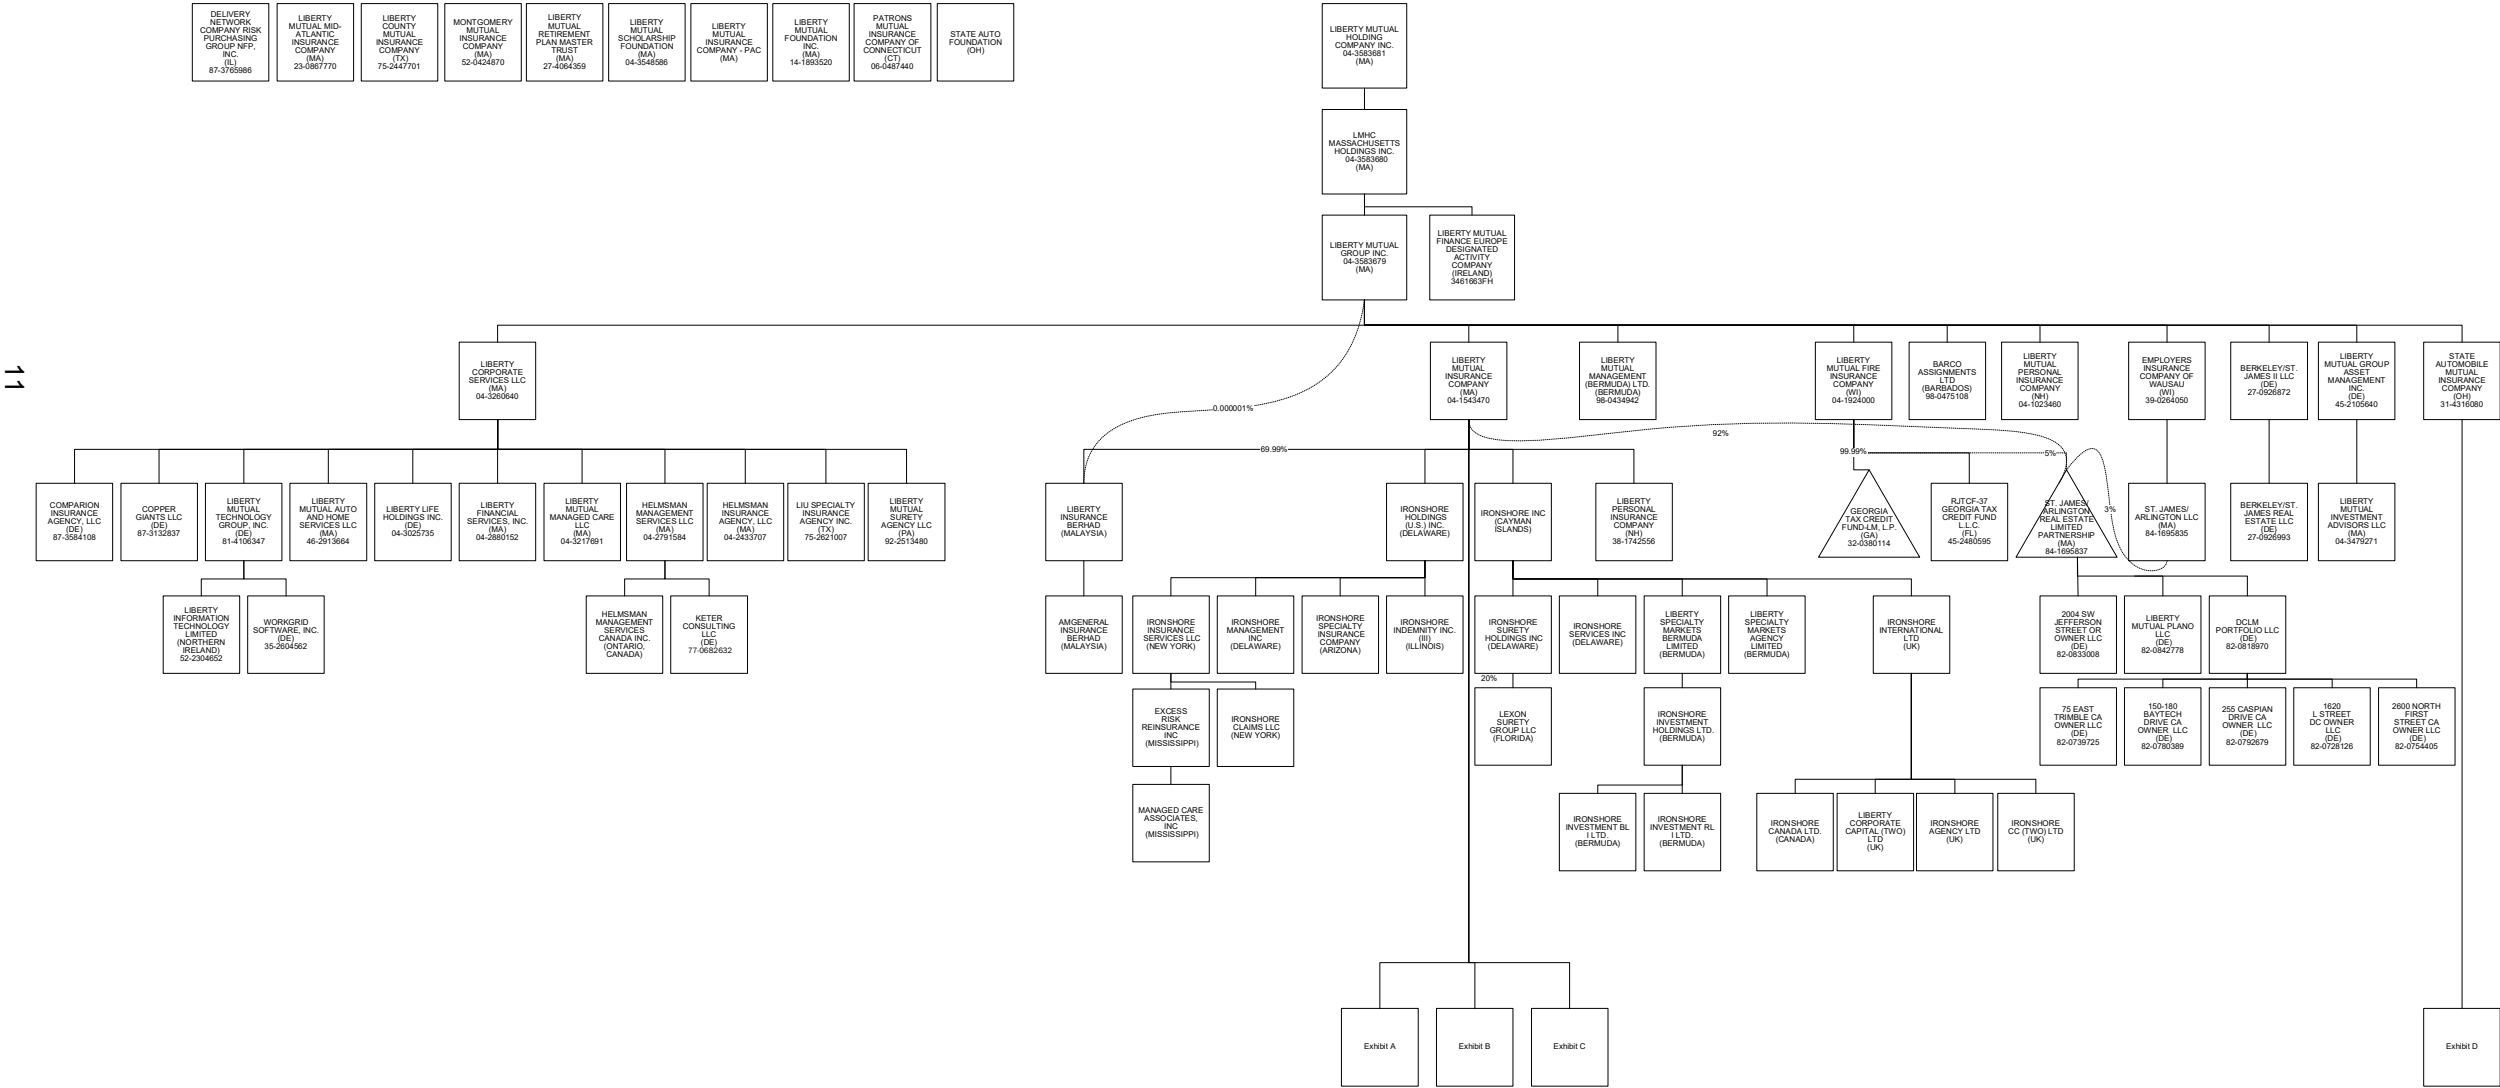 DELIVERY
NETWORK
COMPANY RISK
PURCHASING
GROUP NFP,
INC.
(IL)
87-3765986
LIBERTY
MUTUAL MID-
ATLANTIC
INSURANCE
COMPANY
(MA)
23-0867770
LIBERTY
COUNTY
MUTUAL
INSURANCE
COMPANY
(TX)
75-2447701
MONTGOMERY
MUTUAL
INSURANCE
COMPANY
(MA)
52-0424870
LIBERTY
MUTUAL
RETIREMENT
PLAN MASTER
TRUST
(MA)
27-4064359
LIBERTY
MUTUAL
SCHOLARSHIP
FOUNDATION
(MA)
04-3548586
LIBERTY
MUTUAL
INSURANCE
COMPANY - PAC
(MA)
LIBERTY
MUTUAL
FOUNDATION
INC.
(MA)
14-1893520
PATRONS
MUTUAL
INSURANCE
COMPANY OF
CONNECTICUT
(CT)
06-0487440
STATE AUTO
FOUNDATION
(OH)
LIBERTY MUTUAL
HOLDING
COMPANY INC.
04-3583681
(MA)
LMHC
MASSACHUSETTS
HOLDINGS INC.
04-3583680
(MA)
LIBERTY MUTUAL
GROUP INC.
04-3583679
(MA)
LIBERTY MUTUAL
FINANCE EUROPE
DESIGNATED
ACTIVITY
COMPANY
(IRELAND)
3461663FH
11
LIBERTY
CORPORATE
SERVICES LLC
(MA)
04-3260640
LIBERTY
MUTUAL
INSURANCE
COMPANY
(MA)
04-1543470
LIBERTY
MUTUAL
MANAGEMENT
(BERMUDA) LTD.
(BERMUDA)
98-0434942
LIBERTY
MUTUAL FIRE
INSURANCE
COMPANY
(WI)
04-1924000
BARCO
ASSIGNMENTS
LTD
(BARBADOS)
98-0475108
LIBERTY
MUTUAL
PERSONAL
INSURANCE
COMPANY
(NH)
04-1023460
EMPLOYERS
INSURANCE
COMPANY OF
WAUSAU
(WI)
39-0264050
BERKELEY/ST.
JAMES II LLC
(DE)
27-0926872
LIBERTY
MUTUAL GROUP
ASSET
MANAGEMENT
INC.
(DE)
45-2105640
STATE
AUTOMOBILE
MUTUAL
INSURANCE
COMPANY
(OH)
31-4316080
0.000001%
69.99%
92%
99.99%
5%
3%
COMPARION
INSURANCE
AGENCY, LLC
(DE)
87-3584108
COPPER
GIANTS LLC
(DE)
87-3132837
LIBERTY
MUTUAL
TECHNOLOGY
GROUP, INC.
(DE)
81-4106347
LIBERTY
MUTUAL AUTO
AND HOME
SERVICES LLC
(MA)
46-2913664
LIBERTY LIFE
HOLDINGS INC.
(DE)
04-3025735
LIBERTY
FINANCIAL
SERVICES, INC.
(MA)
04-2880152
LIBERTY
MUTUAL
MANAGED CARE
LLC
(MA)
04-3217691
HELMSMAN
MANAGEMENT
SERVICES LLC
(MA)
04-2791584
HELMSMAN
INSURANCE
AGENCY, LLC
(MA)
04-2433707
LIU SPECIALTY
INSURANCE
AGENCY INC.
(TX)
75-2621007
LIBERTY
MUTUAL
SURETY
AGENCY LLC
(PA)
92-2513480
LIBERTY
INSURANCE
BERHAD
(MALAYSIA)
IRONSHORE
HOLDINGS
(U.S.) INC.
(DELAWARE)
IRONSHORE INC
(CAYMAN
ISLANDS)
LIBERTY
PERSONAL
INSURANCE
COMPANY
(NH)
38-1742556
GEORGIA
TAX CREDIT
FUND-LM, L.P.
(GA)
32-0380114
RJTCF-37
GEORGIA TAX
CREDIT FUND
L.L.C.
(FL)
45-2480595
ST. JAMES/
ARLINGTON
REAL ESTATE
LIMITED
PARTNERSHIP
(MA)
84-1695837
ST. JAMES/
ARLINGTON LLC
(MA)
84-1695835
BERKELEY/ST.
JAMES REAL
ESTATE LLC
(DE)
27-0926993
LIBERTY
MUTUAL
INVESTMENT
ADVISORS LLC
(MA)
04-3479271
LIBERTY
INFORMATION
TECHNOLOGY
LIMITED
(NORTHERN
IRELAND)
52-2304652
WORKGRID
SOFTWARE, INC.
(DE)
35-2604562
HELMSMAN
MANAGEMENT
SERVICES
CANADA INC.
(ONTARIO,
CANADA)
KETER
CONSULTING
LLC
(DE)
77-0682632
AMGENERAL
INSURANCE
BERHAD
(MALAYSIA)
IRONSHORE
INSURANCE
SERVICES LLC
(NEW YORK)
IRONSHORE
MANAGEMENT
INC
(DELAWARE)
IRONSHORE
SPECIALTY
INSURANCE
COMPANY
(ARIZONA)
IRONSHORE
INDEMNITY INC.
(III)
(ILLINOIS)
IRONSHORE
SURETY
HOLDINGS INC
(DELAWARE)
IRONSHORE
SERVICES INC
(DELAWARE)
LIBERTY
SPECIALTY
MARKETS
BERMUDA
LIMITED
(BERMUDA)
LIBERTY
SPECIALTY
MARKETS
AGENCY
LIMITED
(BERMUDA)
IRONSHORE
INTERNATIONAL
LTD
(UK)
2004 SW
JEFFERSON
STREET OR
OWNER LLC
(DE)
82-0833008
LIBERTY
MUTUAL PLANO
LLC
(DE)
82-0842778
DCLM
PORTFOLIO LLC
(DE)
82-0818970
20%
EXCESS
RISK
REINSURANCE
INC
(MISSISSIPPI)
IRONSHORE
CLAIMS LLC
(NEW YORK)
LEXON
SURETY
GROUP LLC
(FLORIDA)
IRONSHORE
INVESTMENT
HOLDINGS LTD.
(BERMUDA)
75 EAST
TRIMBLE CA
OWNER LLC
(DE)
82-0739725
150-180
BAYTECH
DRIVE CA
OWNER LLC
(DE)
82-0780389
255 CASPIAN
DRIVE CA
OWNER LLC
(DE)
82-0792679
1620
L STREET
DC OWNER
LLC
(DE)
82-0728126
2600 NORTH
FIRST
STREET CA
OWNER LLC
(DE)
82-0754405
MANAGED CARE
ASSOCIATES,
INC
(MISSISSIPPI)
IRONSHORE
INVESTMENT BL
I LTD.
(BERMUDA)
IRONSHORE
INVESTMENT RL
I LTD.
(BERMUDA)
IRONSHORE
CANADA LTD.
(CANADA)
LIBERTY
CORPORATE
CAPITAL (TWO)
LTD
(UK)
IRONSHORE
AGENCY LTD
(UK)
IRONSHORE
CC (TWO) LTD
(UK)
Exhibit A
Exhibit B
Exhibit C
Exhibit D